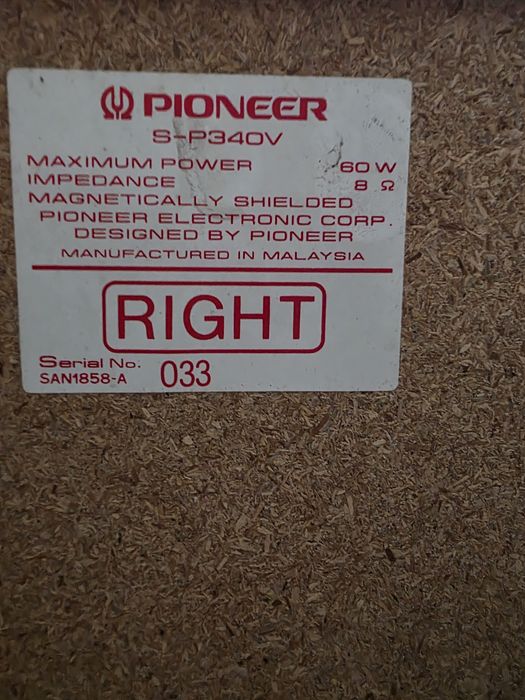 PIONEER
S-P340V
MAXIMUM POWER 60 W
IMPEDANCE 8 Ω
MAGNETICALLY SHIELDED
PIONEER ELECTRONIC CORP.
DESIGNED BY PIONEER
MANUFACTURED IN MALAYSIA
RIGHT
Serial No. 033
SAN1858-A